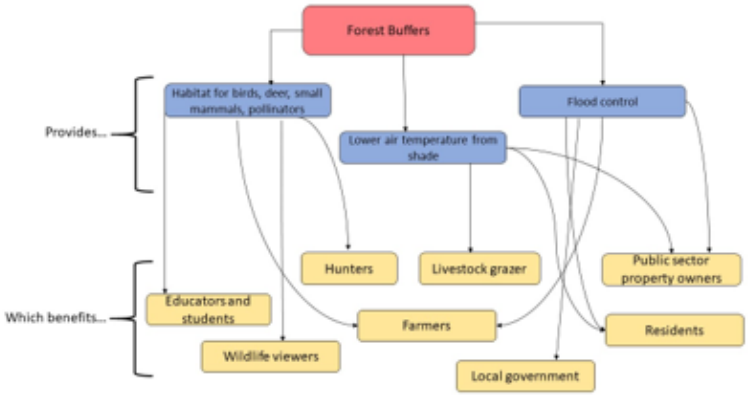 Forest Buffers
Habitat for birds, deer, small
mammals, pollinators
Flood control
Provides...
Lower air temperature from
shade
Hunters
Livestock grazer
Public sector
property owners
Which benefits...
Educators and
students
Farmers
Residents
Wildlife viewers
Local government